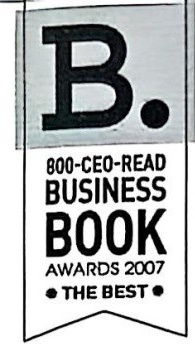 B.
800-CEO-READ
BUSINESS
BOOK
AWARDS 2007
• THE BEST •